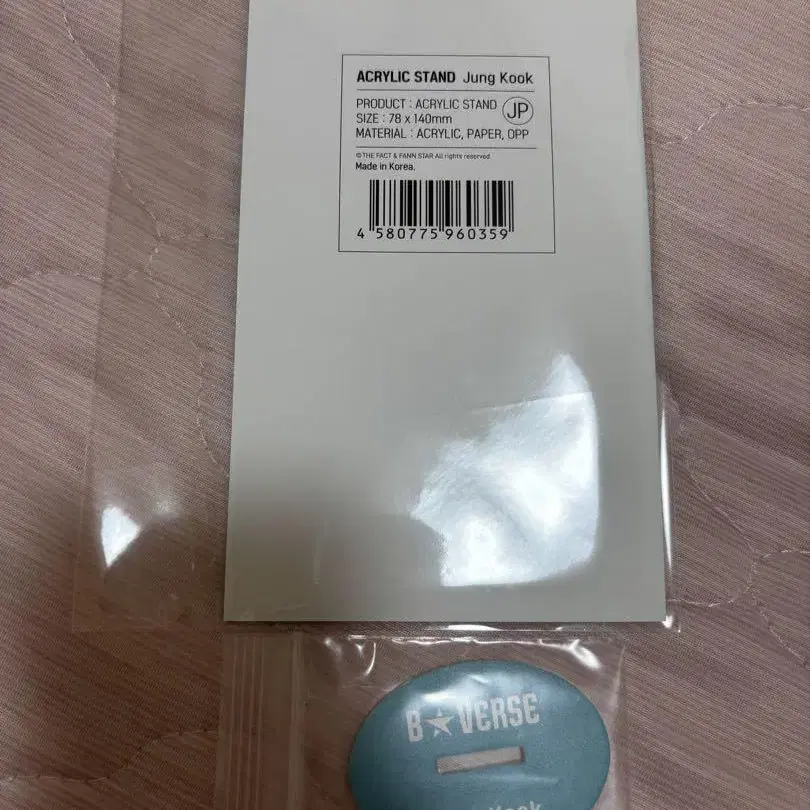 ACRYLIC STAND Jung Kook
PRODUCT : ACRYLIC STAND
JP
SIZE : 78 x 140mm
MATERIAL : ACRYLIC, PAPER, OPP
© THE FACT & FANN STAR All rights reserved.
Made in Korea.
4 580775 960359
B★VERSE
Kook